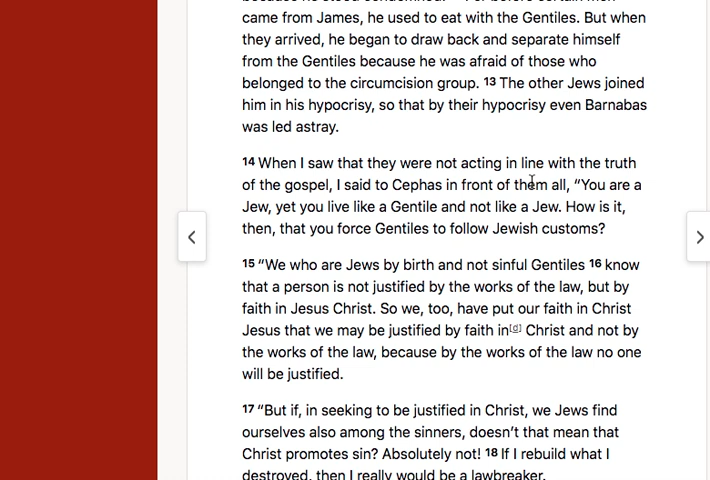 came from James, he used to eat with the Gentiles. But when
they arrived, he began to draw back and separate himself
from the Gentiles because he was afraid of those who
belonged to the circumcision group. 13 The other Jews joined
him in his hypocrisy, so that by their hypocrisy even Barnabas
was led astray.
14 When I saw that they were not acting in line with the truth
of the gospel, I said to Cephas in front of them all, “You are a
Jew, yet you live like a Gentile and not like a Jew. How is it,
then, that you force Gentiles to follow Jewish customs?
15 “We who are Jews by birth and not sinful Gentiles 16 know
that a person is not justified by the works of the law, but by
faith in Jesus Christ. So we, too, have put our faith in Christ
Jesus that we may be justified by faith in[d] Christ and not by
the works of the law, because by the works of the law no one
will be justified.
17 “But if, in seeking to be justified in Christ, we Jews find
ourselves also among the sinners, doesn’t that mean that
Christ promotes sin? Absolutely not! 18 If I rebuild what I
destroyed, then I really would be a lawbreaker.